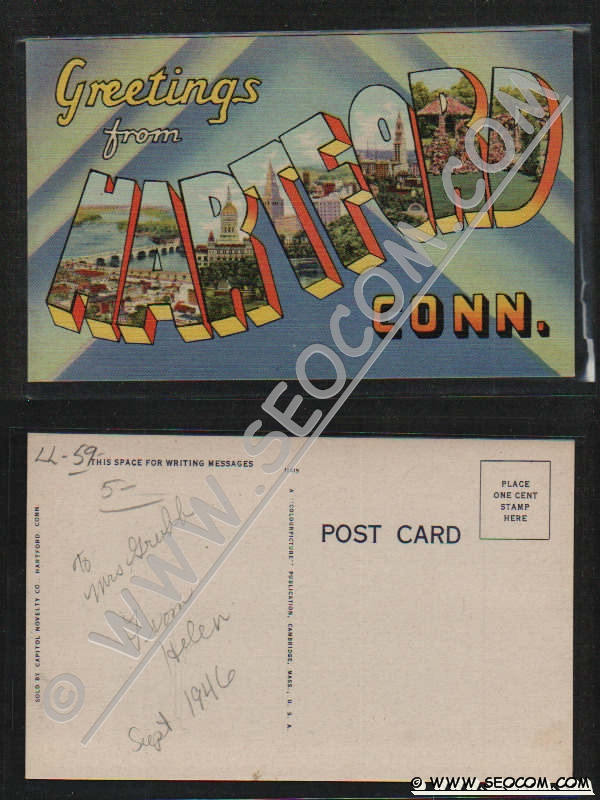 Greetings
from
HARTFORD
CONN.
© WWW.SEOCOM.COM
LL-59-
THIS SPACE FOR WRITING MESSAGES
5-
to
Mrs Grubb
From
Helen
Sept 1946
SOLD BY CAPITOL NOVELTY CO. HARTFORD, CONN.
A "COLOURPICTURE" PUBLICATION, CAMBRIDGE, MASS., U. S. A
POST CARD
PLACE
ONE CENT
STAMP
HERE
© WWW.SEOCOM.COM